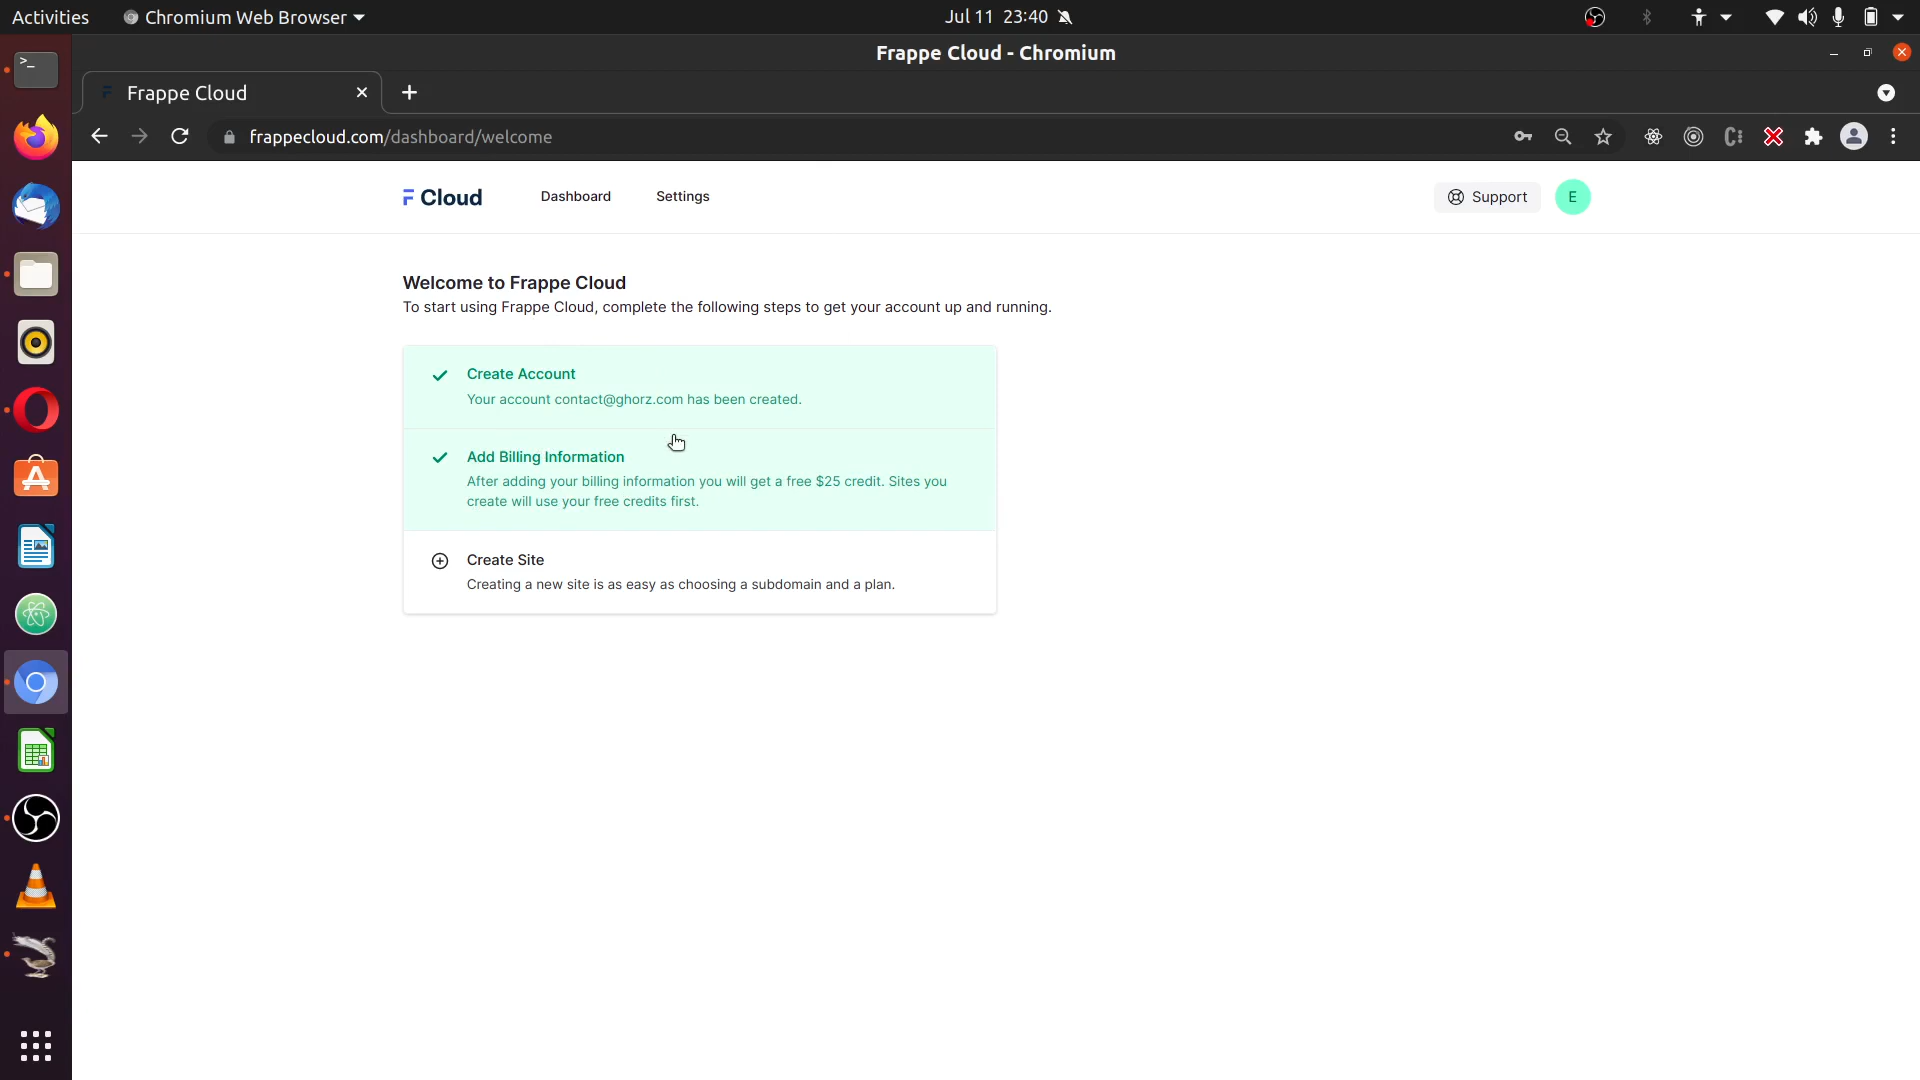 Activities
Chromium Web Browser
Jul 11 23:40
Frappe Cloud - Chromium
Frappe Cloud
frappecloud.com/dashboard/welcome
Cloud
Dashboard
Settings
Support
E
Welcome to Frappe Cloud
To start using Frappe Cloud, complete the following steps to get your account up and running.
Create Account
Your account contact@ghorz.com has been created.
Add Billing Information
After adding your billing information you will get a free $25 credit. Sites you
create will use your free credits first.
Create Site
Creating a new site is as easy as choosing a subdomain and a plan.